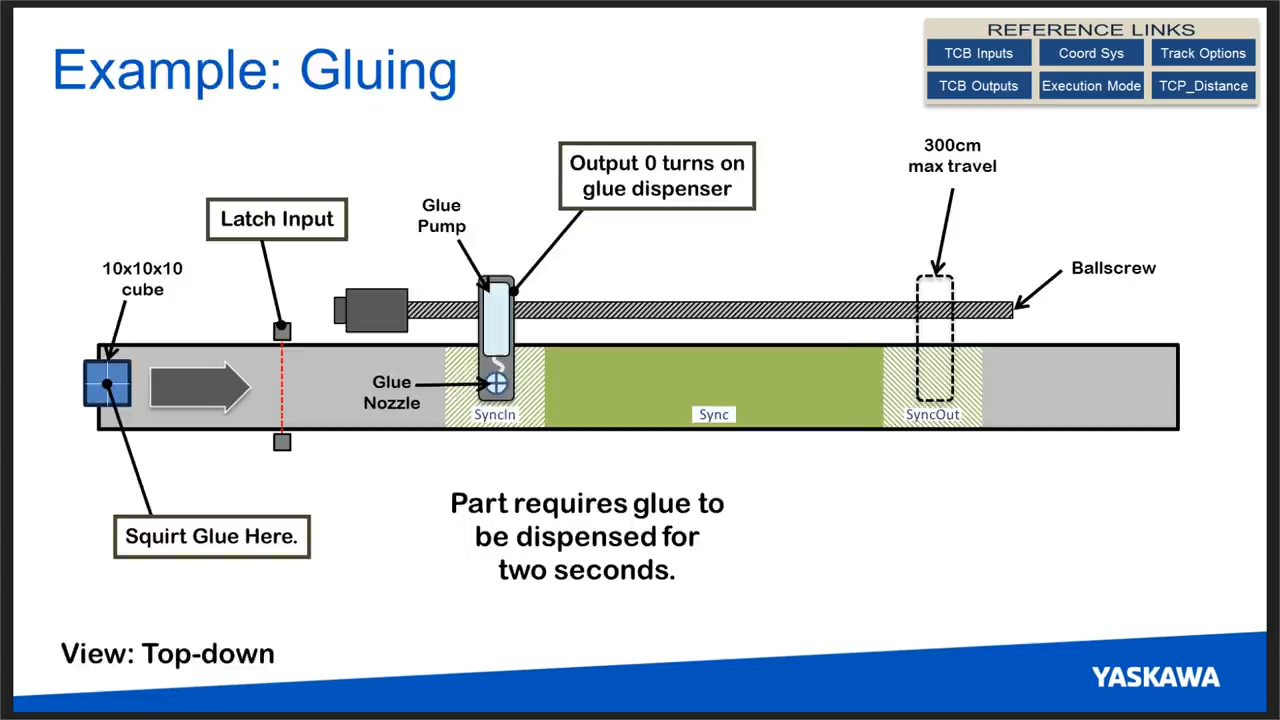 Example: Gluing
REFERENCE LINKS
TCB Inputs
Coord Sys
Track Options
TCB Outputs
Execution Mode
TCP_Distance
300cm
max travel
Output 0 turns on
glue dispenser
Latch Input
Glue
Pump
10x10x10
cube
Ballscrew
Glue
Nozzle
SyncIn
Sync
SyncOut
Squirt Glue Here.
Part requires glue to
be dispensed for
two seconds.
View: Top-down
YASKAWA